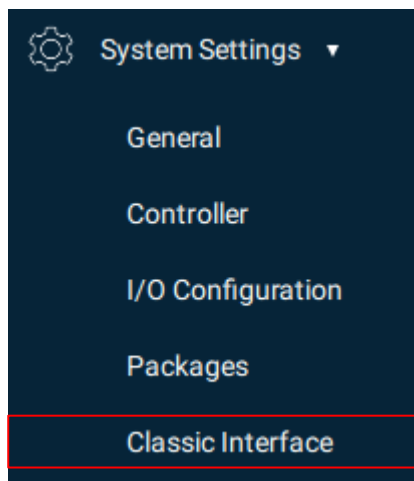 System Settings ▼
General
Controller
I/O Configuration
Packages
Classic Interface